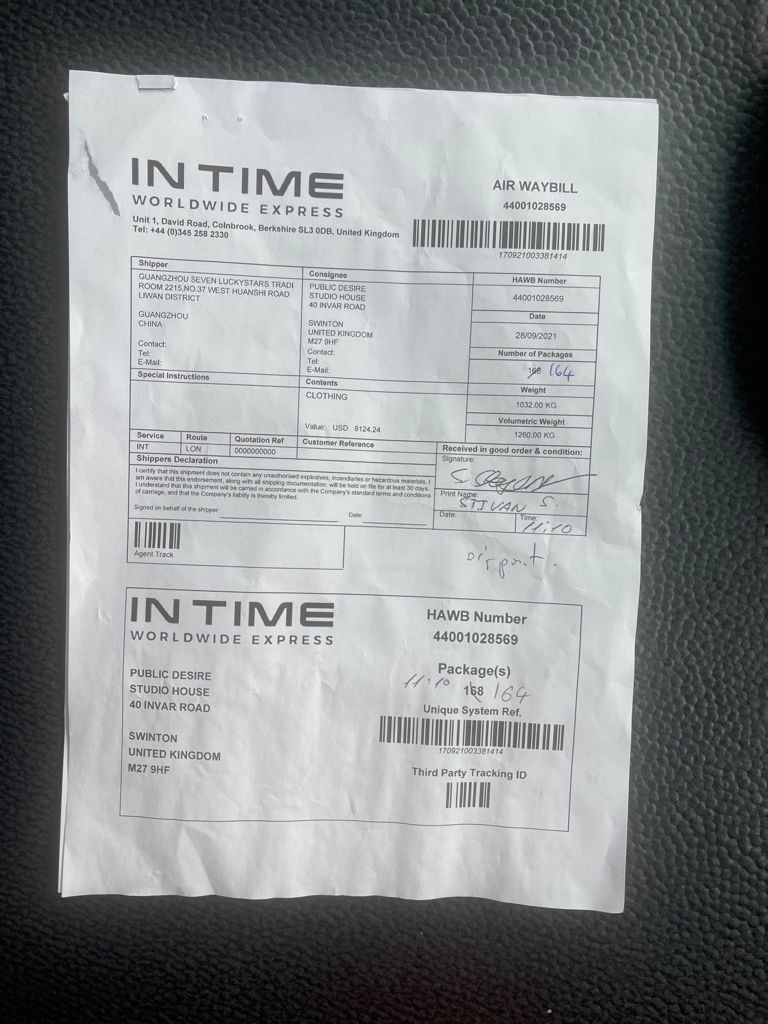 IN TIME
WORLDWIDE EXPRESS
Unit 1, David Road, Colnbrook, Berkshire SL3 0DB, United Kingdom
Tel: +44 (0)345 258 2330
AIR WAYBILL
44001028569
170921003381414
Shipper
GUANGZHOU SEVEN LUCKYSTARS TRADI
ROOM 2215,NO.37 WEST HUANSHI ROAD
LIWAN DISTRICT
GUANGZHOU
CHINA
Contact:
Tel:
E-Mail:
Consignee
PUBLIC DESIRE
STUDIO HOUSE
40 INVAR ROAD
SWINTON
UNITED KINGDOM
M27 9HF
Contact:
Tel:
E-Mail:
HAWB Number
44001028569
Date
28/09/2021
Number of Packages
168 164
Weight
1032.00 KG
Volumetric Weight
1260.00 KG
Special Instructions
Contents
CLOTHING
Value: USD 8124.24
Service
INT
Route
LON
Quotation Ref
0000000000
Customer Reference
Received in good order & condition:
Signature:
Print Name:
STIVAN S.
Date:
Time:
11:10
Shippers Declaration
I certify that this shipment does not contain any unauthorised explosives, incendiaries or hazardous materials. I
am aware that this endorsement, along with all shipping documentation, will be held on file for at least 30 days.
I understand that this shipment will be carried in accordance with the Company's standard terms and conditions
of carriage, and that the Company's liabilty is thereby limited.
Signed on behalf of the shipper:
Date:
Agent Track
airport.
IN TIME
WORLDWIDE EXPRESS
PUBLIC DESIRE
STUDIO HOUSE
40 INVAR ROAD
SWINTON
UNITED KINGDOM
M27 9HF
HAWB Number
44001028569
Package(s)
11:10 168 164
Unique System Ref.
170921003381414
Third Party Tracking ID